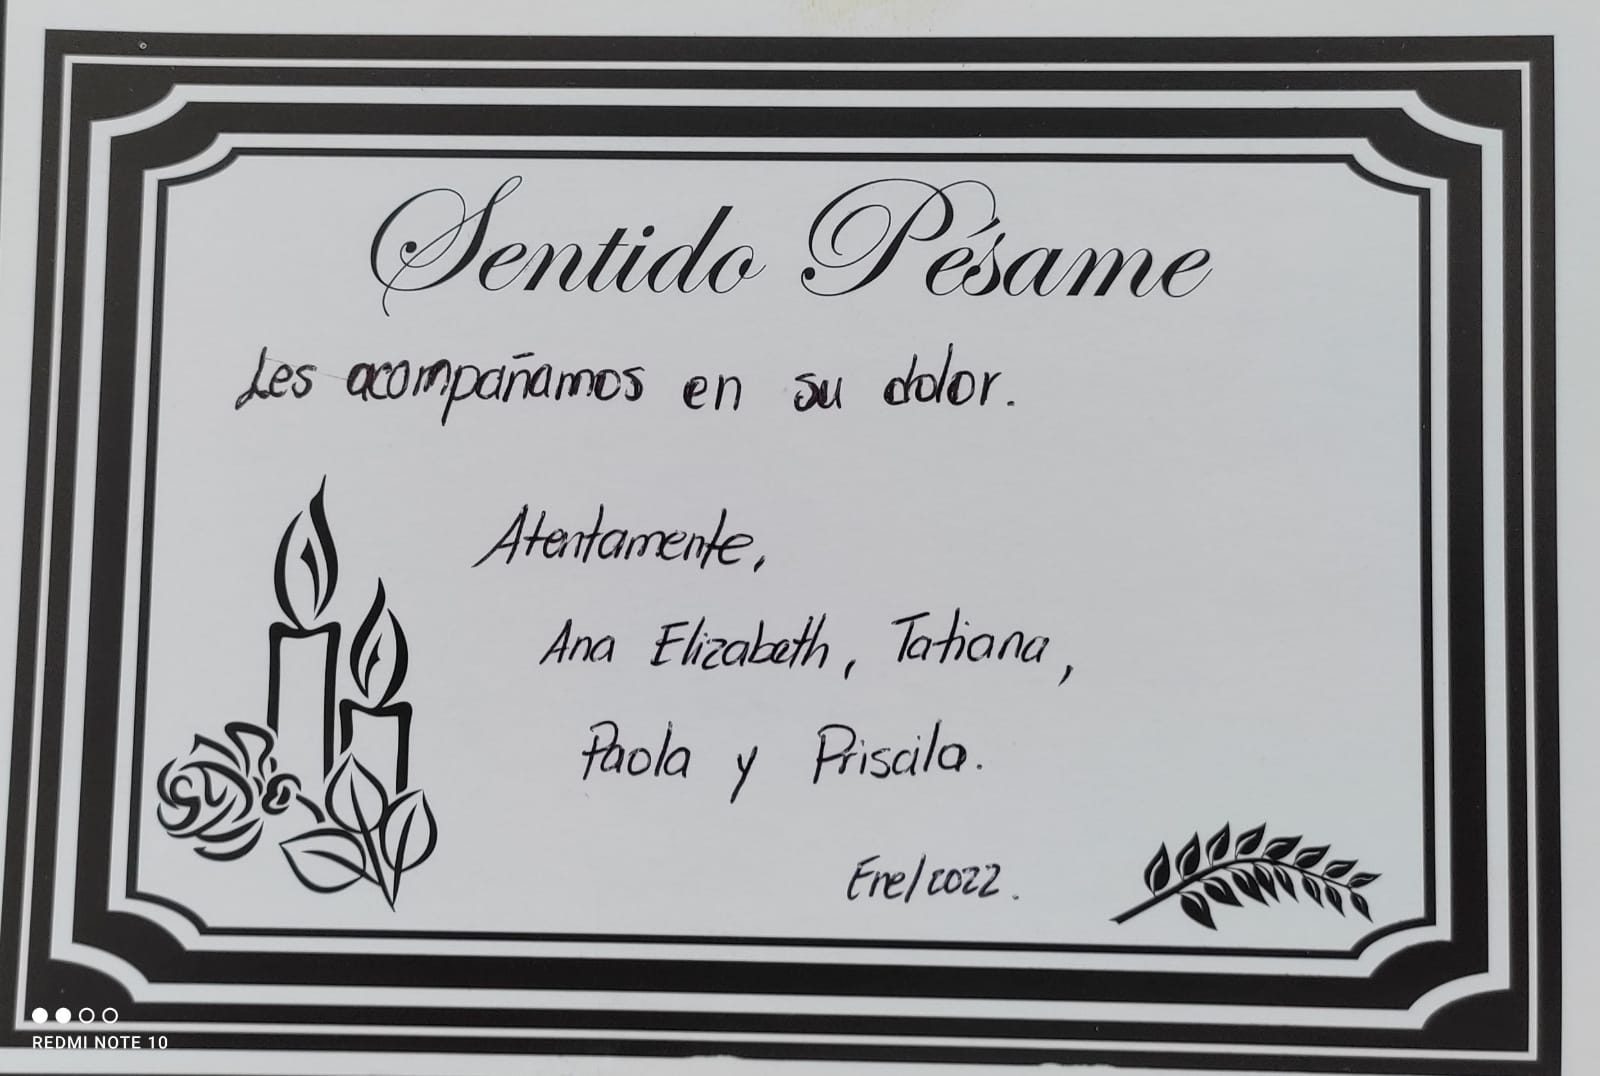 Sentido Pésame
Les acompañamos en su dolor.
Atentamente,
Ana Elizabeth, Tatiana,
Paola y Priscila.
Ene/2022.
REDMI NOTE 10